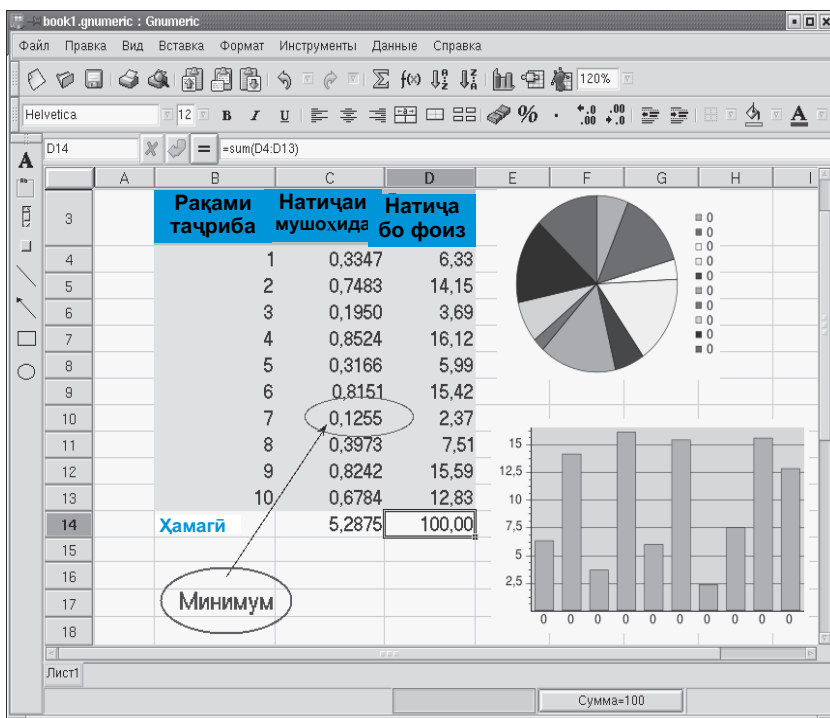 book1.gnumeric : Gnumeric
Файл Правка Вид Вставка Формат Инструменты Данные Справка
f(x) 120%
Helvetica 12 B I U % ,0 ,00 ,00 ,0 A
D14 = =sum(D4:D13)
A
A B C D E F G H I
3 Рақами таҷриба Натиҷаи мушоҳида Натиҷа бо фоиз
4 1 0,3347 6,33
5 2 0,7483 14,15
6 3 0,1950 3,69
7 4 0,8524 16,12
8 5 0,3166 5,99
9 6 0,8151 15,42
10 7 0,1255 2,37
11 8 0,3973 7,51
12 9 0,8242 15,59
13 10 0,6784 12,83
14 Ҳамагӣ 5,2875 100,00
15
16
17 Минимум
18
0
0
0
0
0
0
0
0
0
0
15
12,5
10
7,5
5
2,5
0 0 0 0 0 0 0 0 0 0
Лист1
Сумма=100